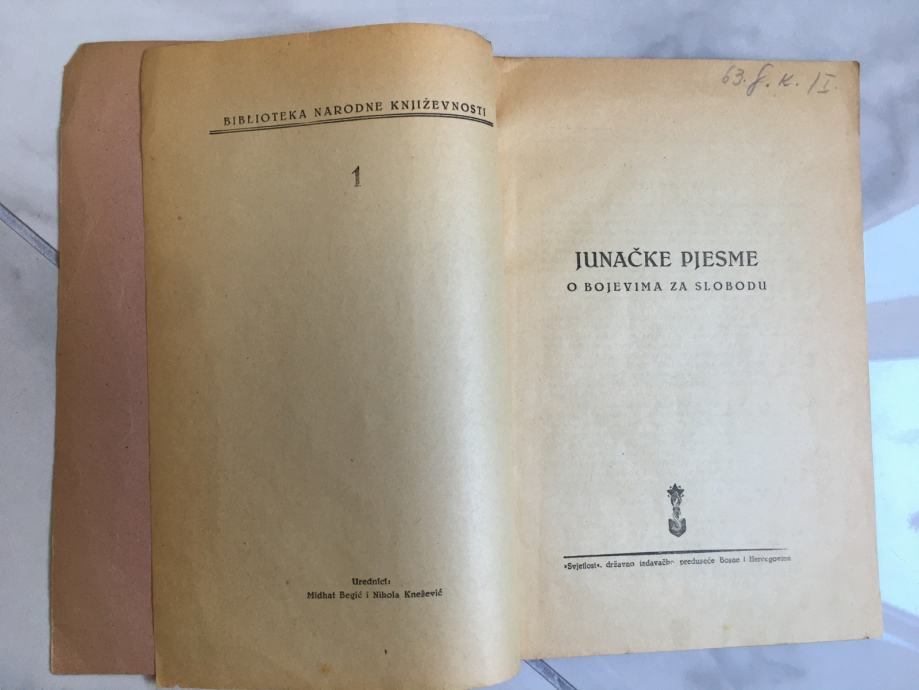 BIBLIOTEKA NARODNE KNJIŽEVNOSTI
1
Urednici:
Midhat Begić i Nikola Knežević
63. J. K. /I.
JUNAČKE PJESME
O BOJEVIMA ZA SLOBODU
»Svjetlost«, državno izdavačko preduzeće Bosne i Hercegovine